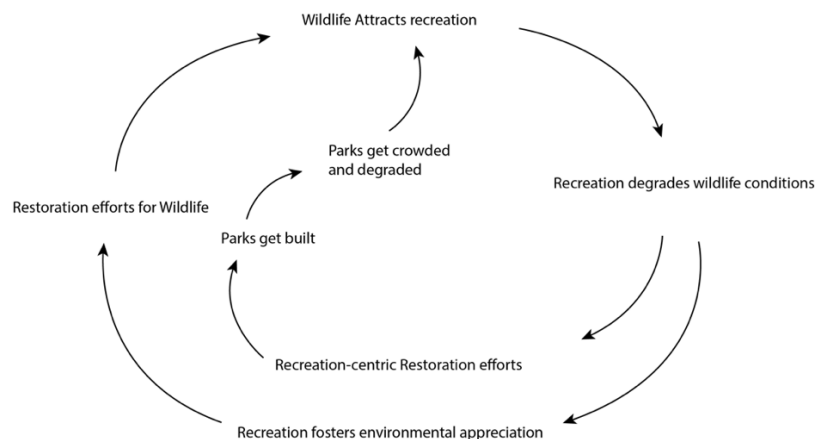 Wildlife Attracts recreation
Parks get crowded
and degraded
Recreation degrades wildlife conditions
Restoration efforts for Wildlife
Parks get built
Recreation-centric Restoration efforts
Recreation fosters environmental appreciation